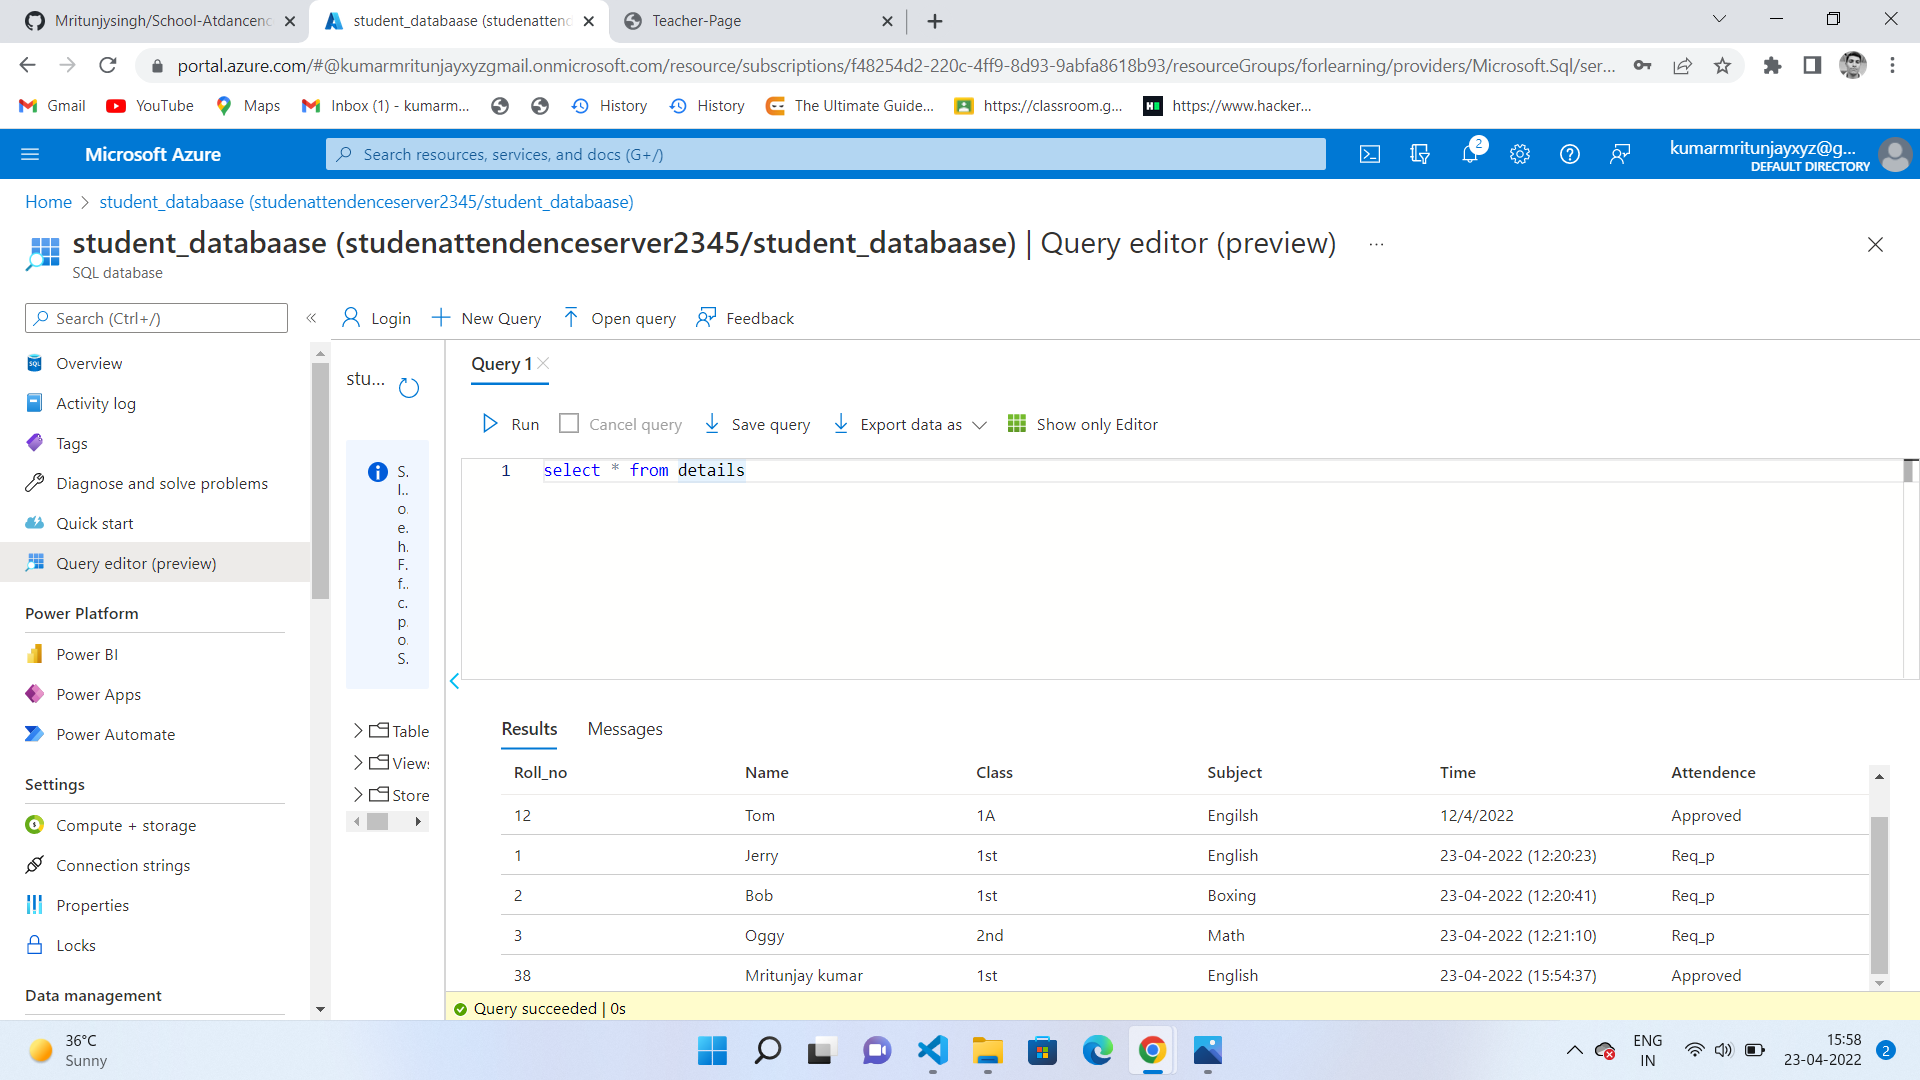 Mritunjysingh/School-Atdancenc
student_databaase (studenattend
Teacher-Page
portal.azure.com/#@kumarmritunjayxyzgmail.onmicrosoft.com/resource/subscriptions/f48254d2-220c-4ff9-8d93-9abfa8618b93/resourceGroups/forlearning/providers/Microsoft.Sql/ser...
Gmail
YouTube
Maps
Inbox (1) - kumarm...
History
History
The Ultimate Guide...
https://classroom.g...
https://www.hacker...
Microsoft Azure
Search resources, services, and docs (G+/)
2
kumarmritunjayxyz@g...
DEFAULT DIRECTORY
Home
student_databaase (studenattendenceserver2345/student_databaase)
student_databaase (studenattendenceserver2345/student_databaase) | Query editor (preview) ...
SQL database
Search (Ctrl+/)
«
Login
New Query
Open query
Feedback
Overview
Activity log
Tags
Diagnose and solve problems
Quick start
Query editor (preview)
Power Platform
Power BI
Power Apps
Power Automate
Settings
Compute + storage
Connection strings
Properties
Locks
Data management
stu...
S.
l..
o.
e.
h.
F.
f..
c.
p.
o.
S.
Table
Views
Store
Query 1
Run
Cancel query
Save query
Export data as
Show only Editor
1 select * from details
Results
Messages
Roll_no Name Class Subject Time Attendence
12 Tom 1A Engilsh 12/4/2022 Approved
1 Jerry 1st English 23-04-2022 (12:20:23) Req_p
2 Bob 1st Boxing 23-04-2022 (12:20:41) Req_p
3 Oggy 2nd Math 23-04-2022 (12:21:10) Req_p
38 Mritunjay kumar 1st English 23-04-2022 (15:54:37) Approved
Query succeeded | 0s
36°C
Sunny
ENG
IN
15:58
23-04-2022
2